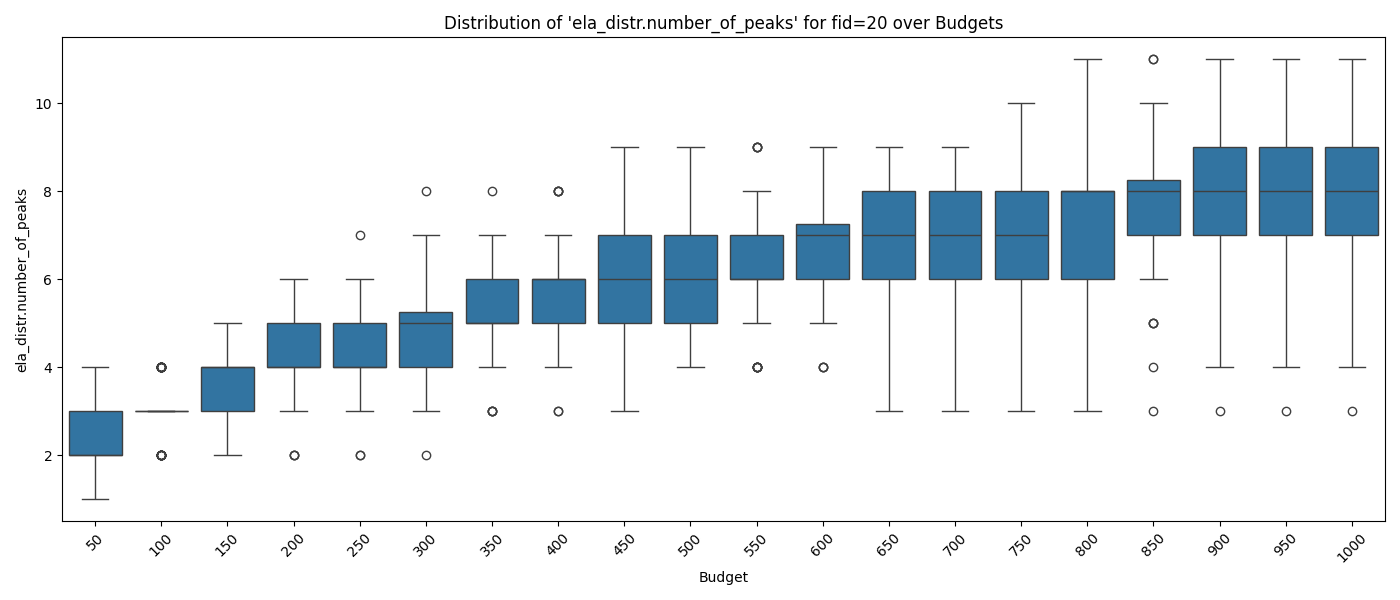 Distribution of 'ela_distr.number_of_peaks' for fid=20 over Budgets
ela_distr.number_of_peaks
10
8
6
4
2
50 100 150 200 250 300 350 400 450 500 550 600 650 700 750 800 850 900 950 1000
Budget